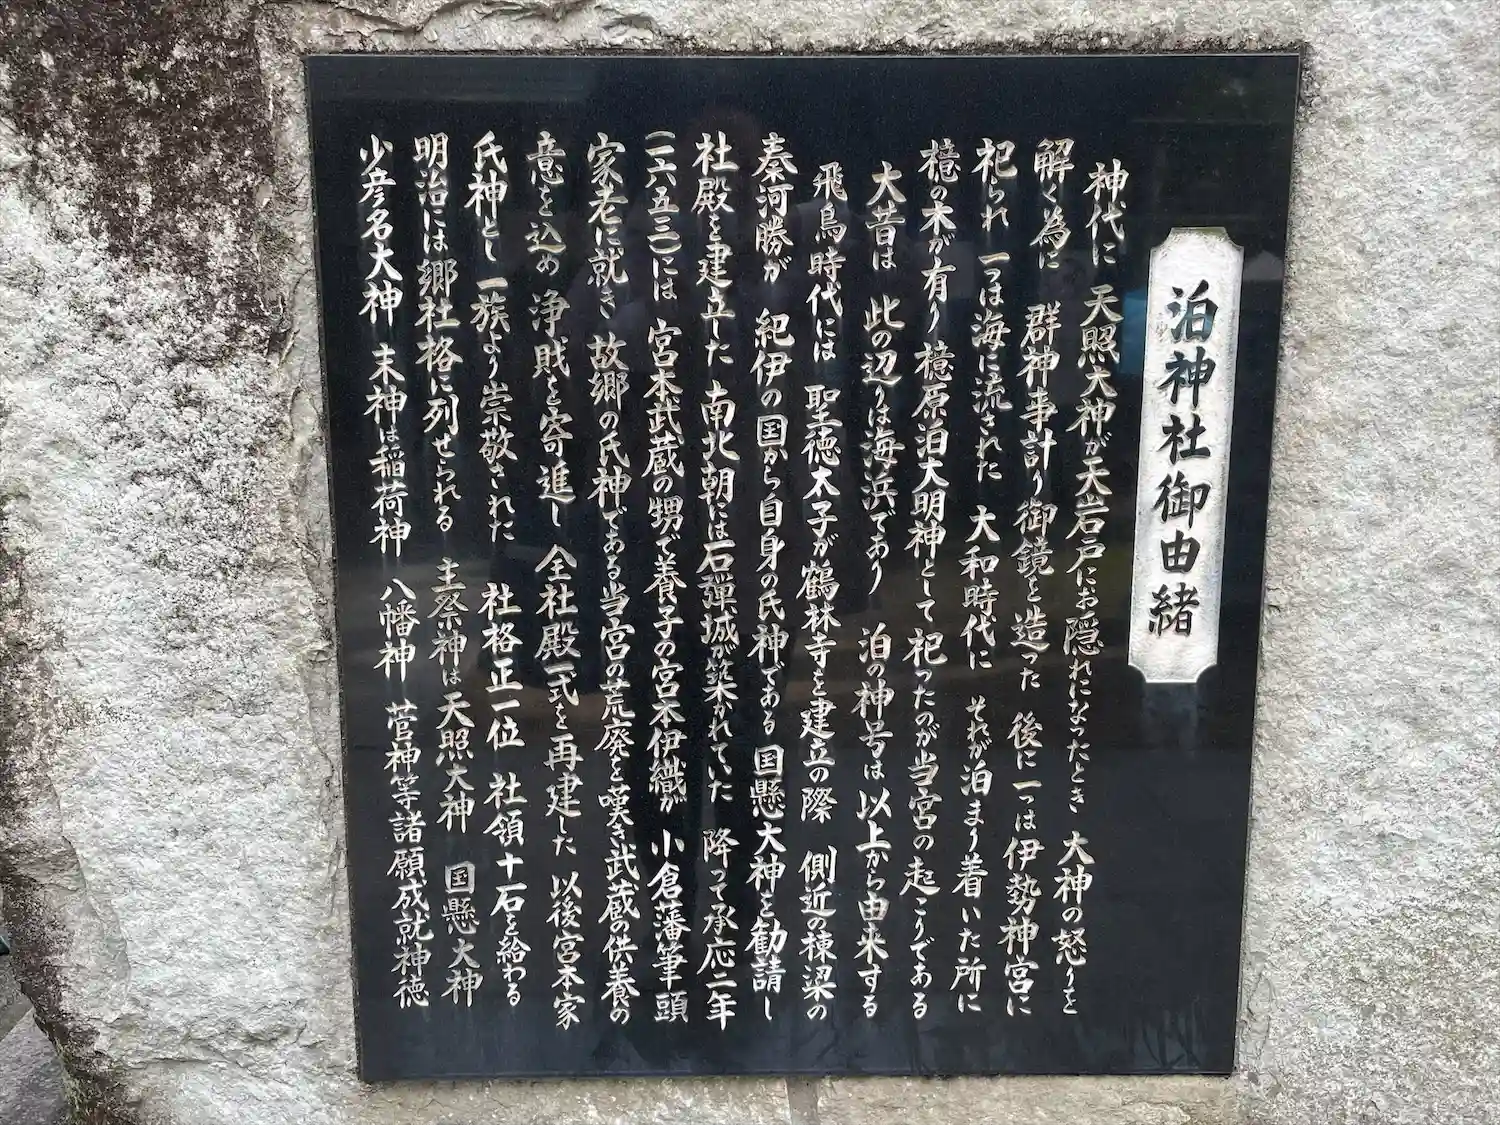 泊神社御由緒
神代に 天照大神が天岩戸にお隠れになったとき 大神の怒りを
解く為に 群神事計り御鏡を造った 後に一つは伊勢神宮に
祀られ 一つは海に流された 大和時代に それが泊まり着いた所に
檍の木が有り檍原泊大明神として祀ったのが当宮の起こりである
大昔は 此の辺りは海浜であり 泊の神号は以上から由来する
飛鳥時代には 聖徳太子が鶴林寺を建立の際 側近の棟梁の
秦河勝が 紀伊の国から自身の氏神である国懸大神を勧請し
社殿を建立した 南北朝には石弾城が築かれていた 降って承応二年
(一六五三)には 宮本武蔵の甥で養子の宮本伊織が 小倉藩筆頭
家老に就き 故郷の氏神である当宮の荒廃を嘆き武蔵の供養の
意を込め 浄財を寄進し 全社殿一式を再建した 以後宮本家
氏神とし 一族より崇敬された 社格正一位 社領十石を給わる
明治には郷社格に列せられる 主祭神は天照大神 国懸大神
少彦名大神 末神は稲荷神 八幡神 菅神等諸願成就神徳